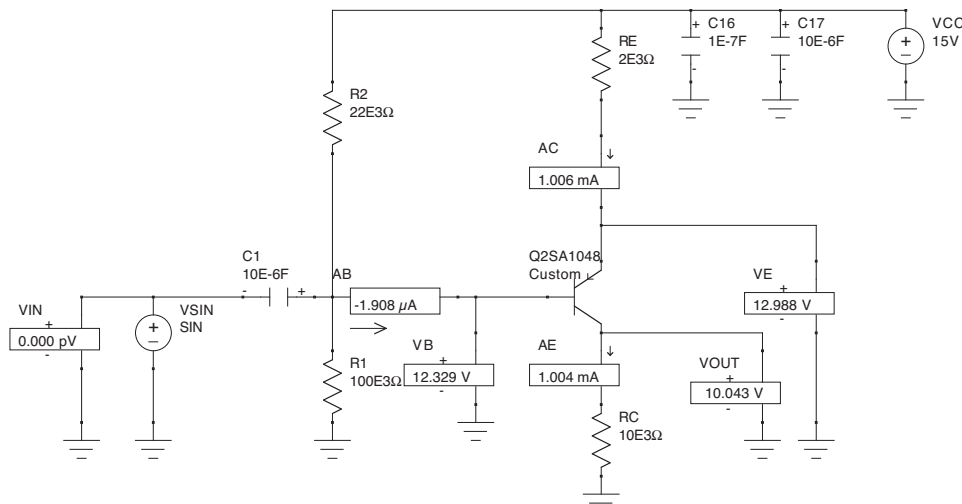 C16
1E-7F
C17
10E-6F
VCC
15V
RE
2E3Ω
R2
22E3Ω
AC
1.006 mA
C1
10E-6F
AB
-1.908 µA
Q2SA1048
Custom
VIN
0.000 pV
VSIN
SIN
VE
12.988 V
R1
100E3Ω
VB
12.329 V
AE
1.004 mA
VOUT
10.043 V
RC
10E3Ω